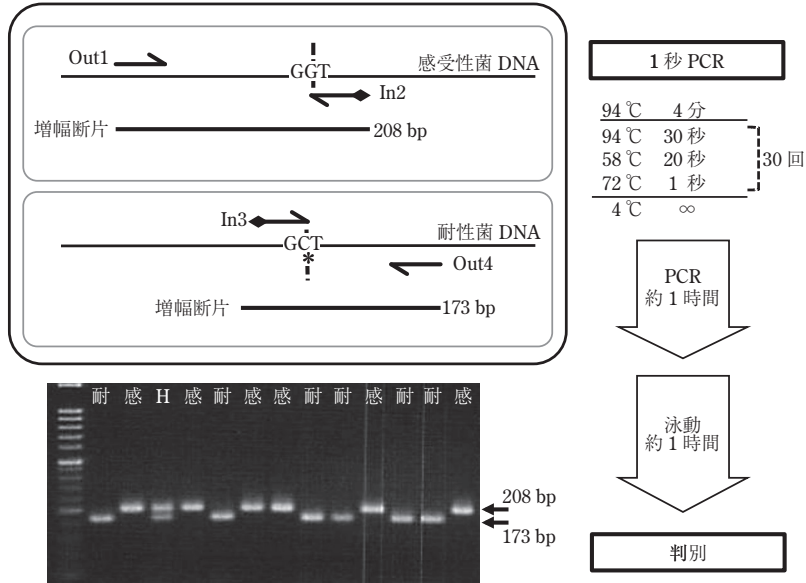 Out1
GGT
感受性菌 DNA
In2
増幅断片
208 bp
In3
GCT
*
耐性菌 DNA
Out4
増幅断片
173 bp
1 秒 PCR
94 ℃ 4 分
94 ℃ 30 秒
58 ℃ 20 秒
72 ℃ 1 秒
30 回
4 ℃ ∞
PCR
約 1 時間
泳動
約 1 時間
判別
耐 感 H 感 耐 感 感 耐 耐 感 耐 耐 感
208 bp
173 bp